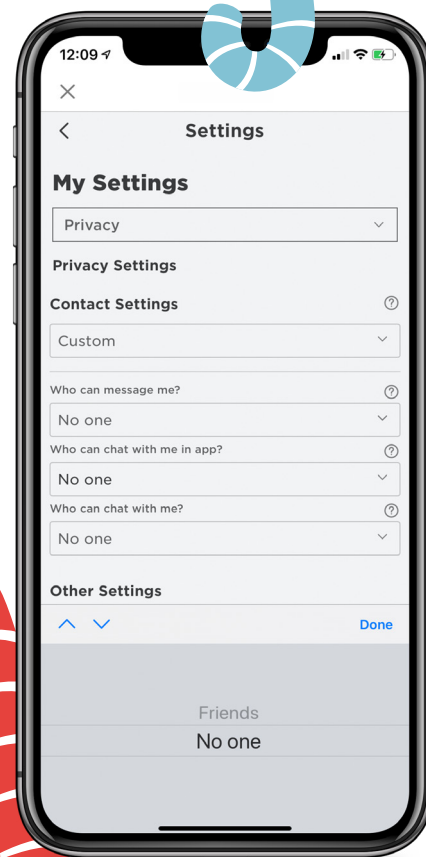 12:09
Settings
My Settings
Privacy
Privacy Settings
Contact Settings
Custom
Who can message me?
No one
Who can chat with me in app?
No one
Who can chat with me?
No one
Other Settings
Done
Friends
No one